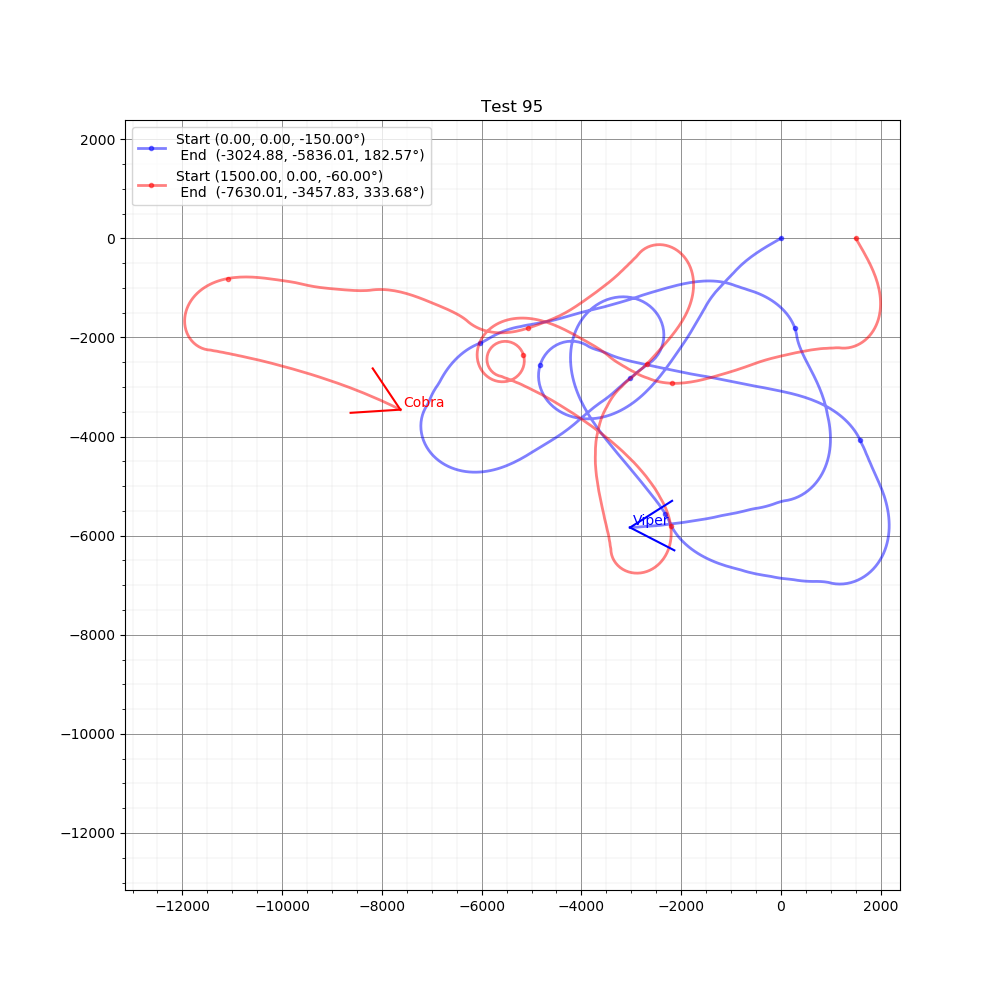 Test 95
Start (0.00, 0.00, -150.00°)
End  (-3024.88, -5836.01, 182.57°)
Start (1500.00, 0.00, -60.00°)
End  (-7630.01, -3457.83, 333.68°)
2000
0
−2000
−4000
−6000
−8000
−10000
−12000
Cobra
Viper
−12000 −10000 −8000 −6000 −4000 −2000 0 2000